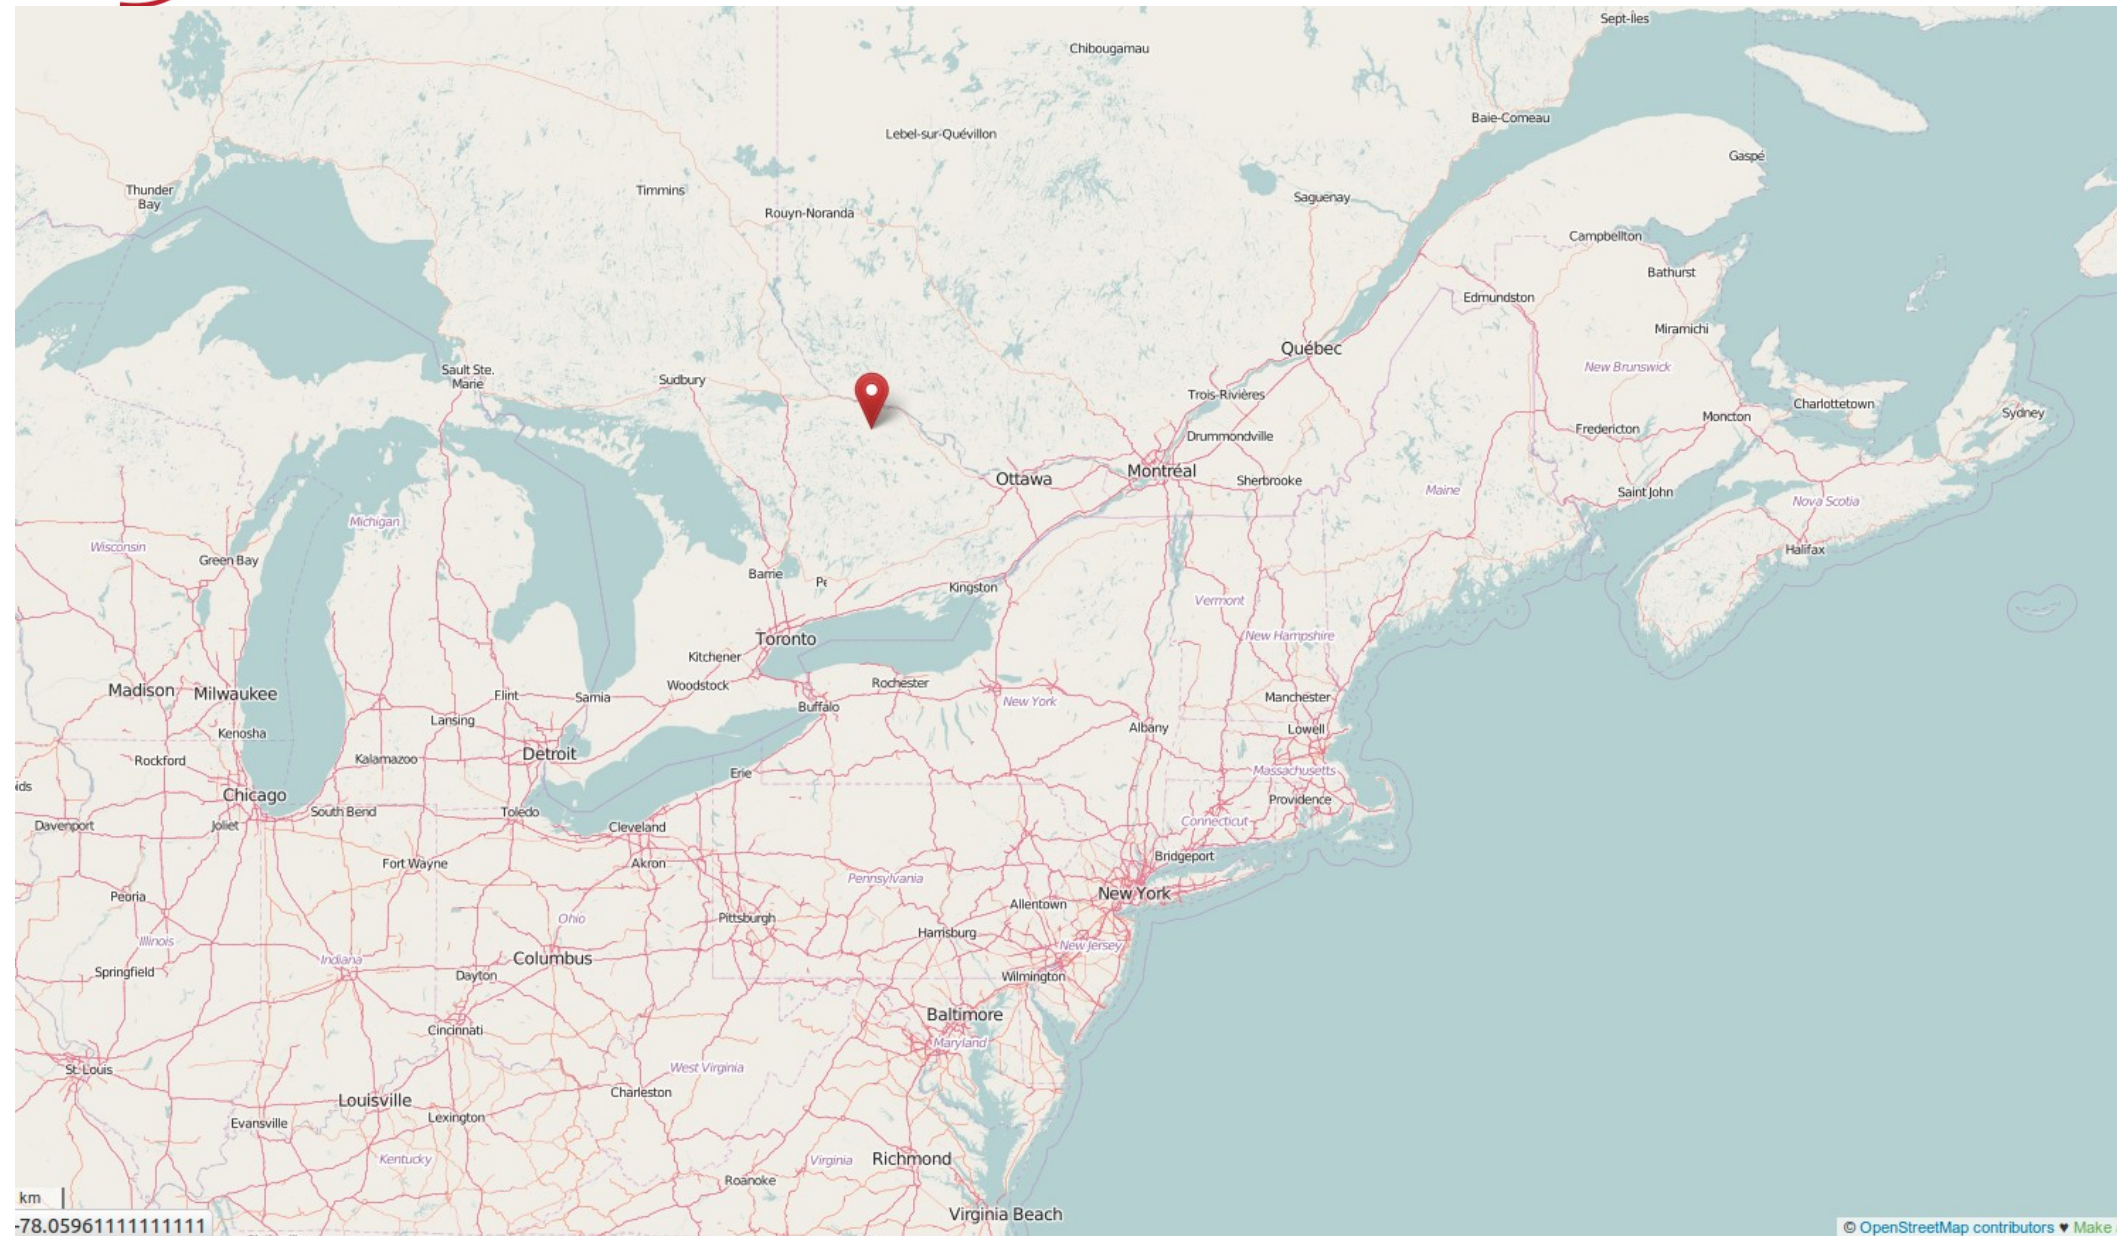 Sept-Îles
Chibougamau
Baie-Comeau
Lebel-sur-Quévillon
Gaspé
Thunder
Bay
Timmins
Saguenay
Rouyn-Noranda
Campbellton
Bathurst
Edmundston
Miramichi
Québec
New Brunswick
Sault Ste.
Marie
Sudbury
Trois-Rivières
Charlottetown
Sydney
Moncton
Fredericton
Drummondville
Montréal
Ottawa
Sherbrooke
Maine
Saint John
Nova Scotia
Michigan
Wisconsin
Halifax
Green Bay
Barrie
Pe
Kingston
Vermont
New Hampshire
Toronto
Kitchener
Woodstock
Rochester
Madison
Milwaukee
Flint
Sarnia
New York
Manchester
Buffalo
Lansing
Albany
Lowell
Kenosha
Detroit
Rockford
Kalamazoo
Erie
Massachusetts
ids
Chicago
Providence
South Bend
Toledo
Connecticut
Davenport
Joliet
Cleveland
Bridgeport
Fort Wayne
Akron
Pennsylvania
Peoria
New York
Allentown
Ohio
Pittsburgh
Harrisburg
Illinois
New Jersey
Indiana
Columbus
Springfield
Dayton
Wilmington
Baltimore
Cincinnati
Maryland
St. Louis
West Virginia
Charleston
Louisville
Lexington
Evansville
Kentucky
Virginia
Richmond
Roanoke
km
Virginia Beach
-78.05961111111111
© OpenStreetMap contributors ♥ Make